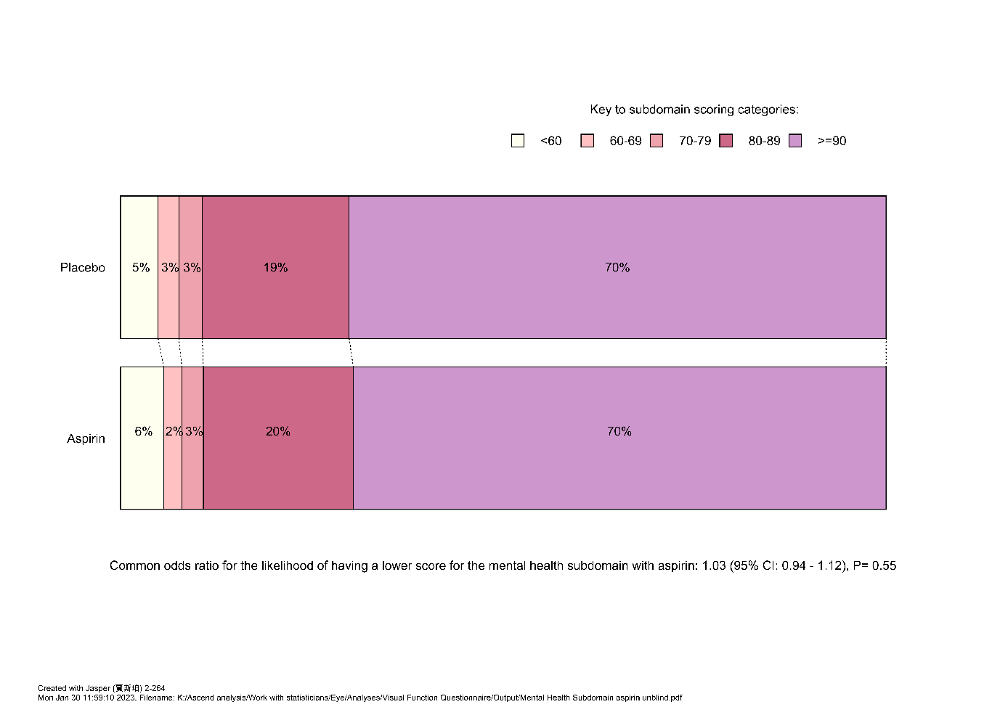 Key to subdomain scoring categories:
<60 60-69 70-79 80-89 >=90
Placebo 5% 3% 3% 19% 70%
Aspirin 6% 2% 3% 20% 70%
Common odds ratio for the likelihood of having a lower score for the mental health subdomain with aspirin: 1.03 (95% CI: 0.94 - 1.12), P= 0.55
Created with Jasper (賈斯珀) 2-264
Mon Jan 30 11:59:10 2023. Filename: K:/Ascend analysis/Work with statisticians/Eye/Analyses/Visual Function Questionnaire/Output/Mental Health Subdomain aspirin unblind.pdf